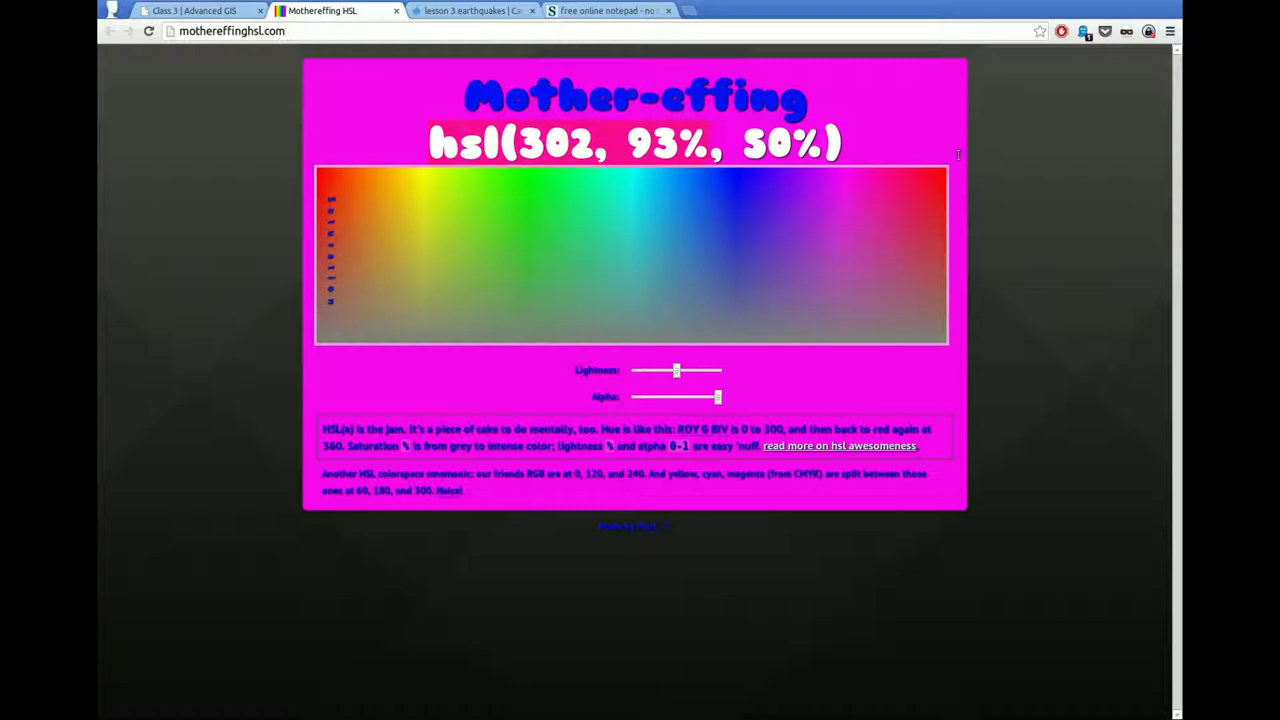 Class 3 | Advanced GIS
Mothereffing HSL
lesson 3 earthquakes | Ca
free online notepad - no
mothereffinghsl.com
Mother-effing
hsl(302, 93%, 50%)
Saturation
Lightness:
Alpha:
HSL(a) is the jam. It's a piece of cake to do mentally, too. Hue is like this: ROY G BIV is 0 to 300, and then back to red again at
360. Saturation % is from grey to intense color; lightness % and alpha 0-1 are easy 'nuff. read more on hsl awesomeness.
Another HSL colorspace mnemonic: our friends RGB are at 0, 120, and 240. And yellow, cyan, magenta (from CMYK) are split between those
ones at 60, 180, and 300. Noice!
Made by Paul.